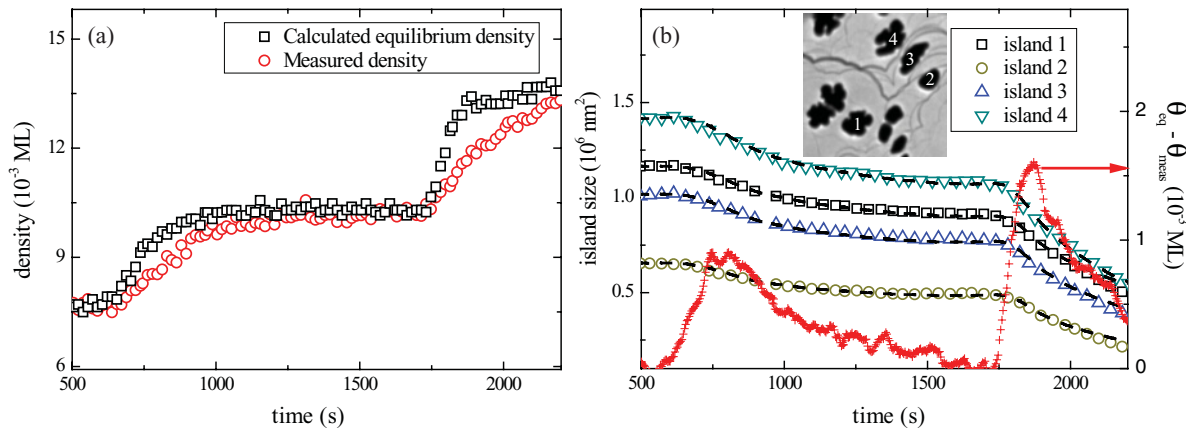 (a)
Calculated equilibrium density
Measured density
15
12
9
6
500
1000
1500
2000
density (10⁻³ ML)
time (s)
(b)
4
3
2
1
island 1
island 2
island 3
island 4
1.5
1.0
0.5
500
1000
1500
2000
island size (10⁶ nm²)
time (s)
2
1
0
θeq - θmeas (10⁻³ ML)